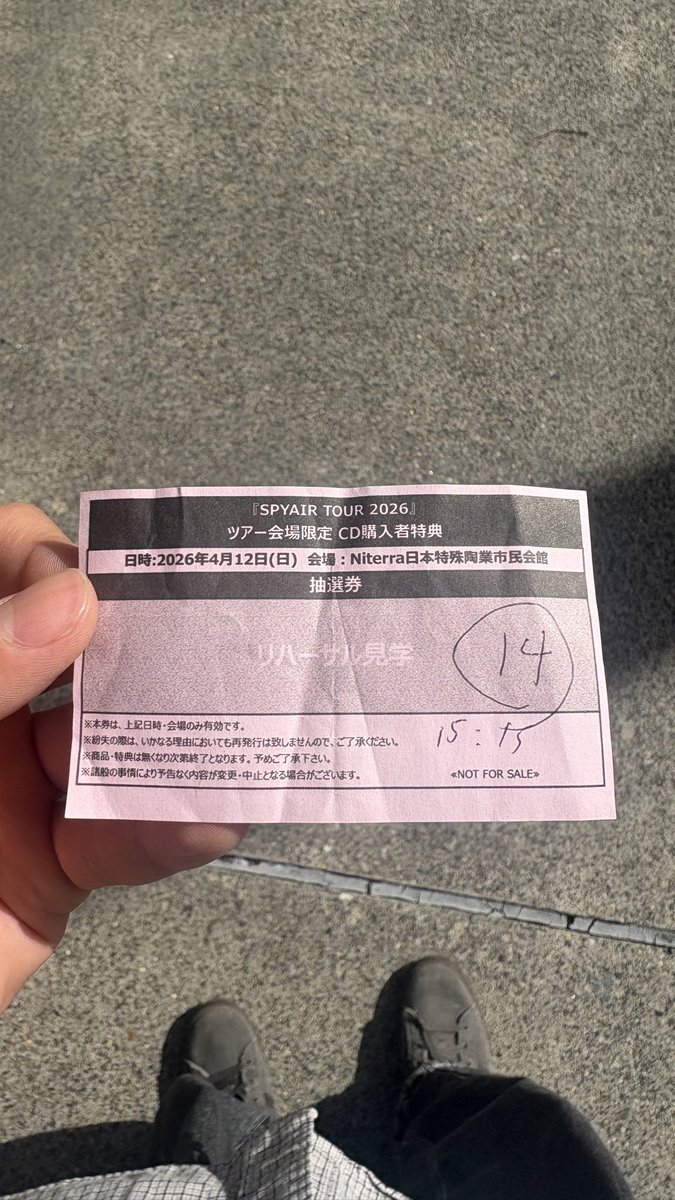 『SPYAIR TOUR 2026』
ツアー会場限定 CD購入者特典
日時:2026年4月12日(日) 会場：Niterra日本特殊陶業市民会館
抽選券
リハーサル見学
14
※本券は、上記日時・会場のみ有効です。
15:15
※紛失の際は、いかなる理由においても再発行は致しませんので、ご了承ください。
※商品・特典は無くなり次第終了となります。予めご了承下さい。
※諸般の事情により予告なく内容が変更・中止となる場合がございます。
«NOT FOR SALE»